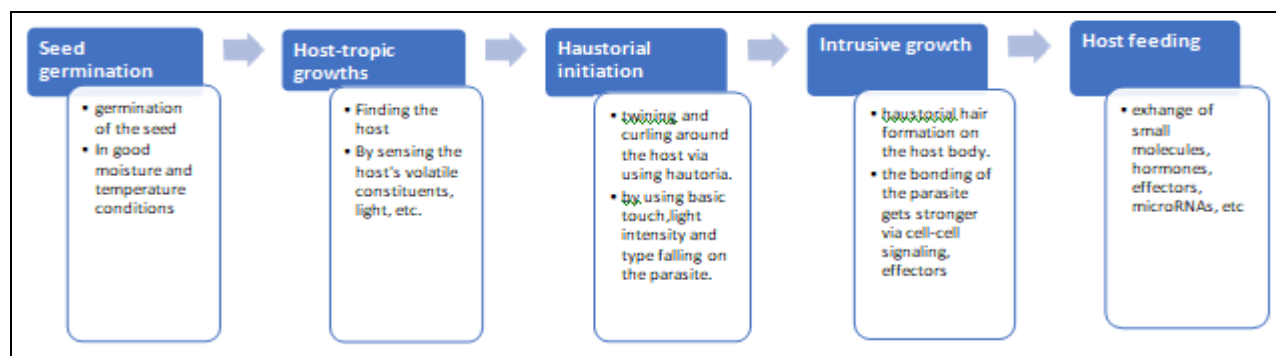 Seed
germination
▪ germination
of the seed
▪ In good
moisture and
temperature
conditions
Host-tropic
growths
▪ Finding the
host
▪ By sensing the
host's volatile
constituents,
light, etc.
Haustorial
initiation
▪ twining and
curling around
the host via
using hautoria.
▪ by using basic
touch,light
intensity and
type falling on
the parasite.
Intrusive growth
▪ haustorial hair
formation on
the host body.
▪ the bonding of
the parasite
gets stronger
via cell-cell
signaling,
effectors
Host feeding
▪ exhange of
small
molecules,
hormones,
effectors,
microRNAs, etc